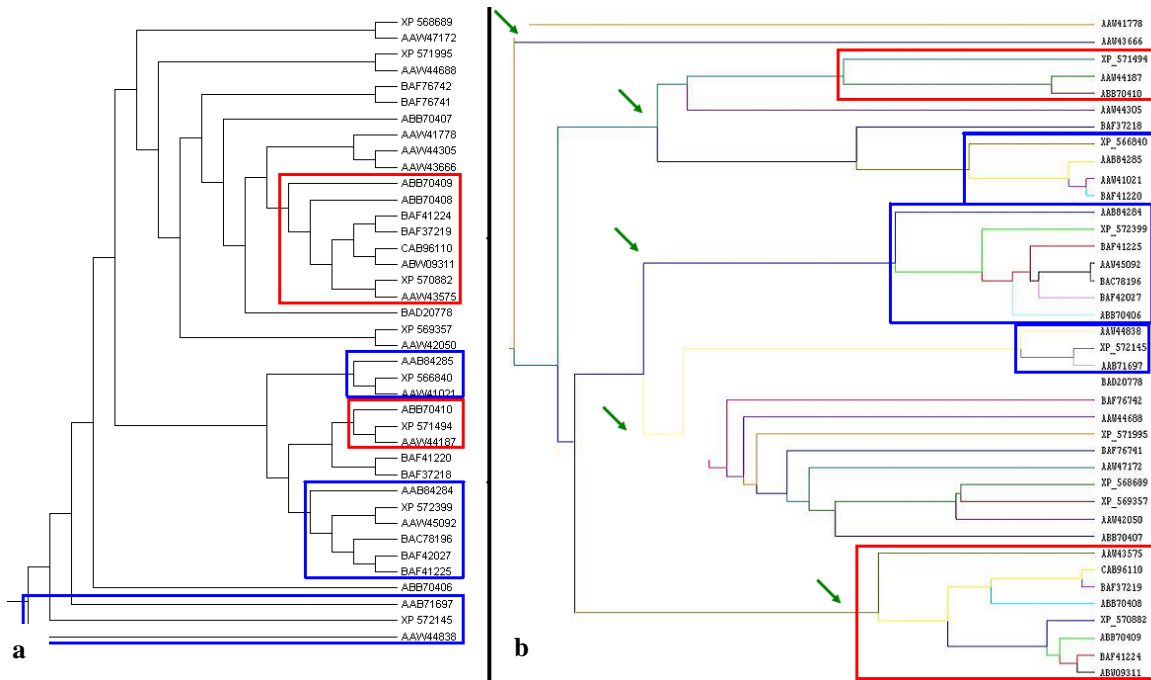 XP 568689
AAW47172
XP 571995
AAW44688
BAF76742
BAF76741
ABB70407
AAW41778
AAW44305
AAW43666
ABB70409
ABB70408
BAF41224
BAF37219
CAB96110
ABW09311
XP 570882
AAW43575
BAD20778
XP 569357
AAW42050
AAB84285
XP 566840
AAW41021
ABB70410
XP 571494
AAW44187
BAF41220
BAF37218
AAB84284
XP 572399
AAW45092
BAC78196
BAF42027
BAF41225
ABB70406
AAB71697
XP 572145
AAW44838
a
AAW41778
AAW43666
XP_571494
AAW44187
ABB70410
AAW44305
BAF37218
XP_566840
AAB84285
AAW41021
BAF41220
AAB84284
XP_572399
BAF41225
AAW45092
BAC78196
BAF42027
ABB70406
AAW44838
XP_572145
AAB71697
BAD20778
BAF76742
AAW44688
XP_571995
BAF76741
AAW47172
XP_568689
XP_569357
AAW42050
ABB70407
AAW43575
CAB96110
BAF37219
ABB70408
XP_570882
ABB70409
BAF41224
ABW09311
b